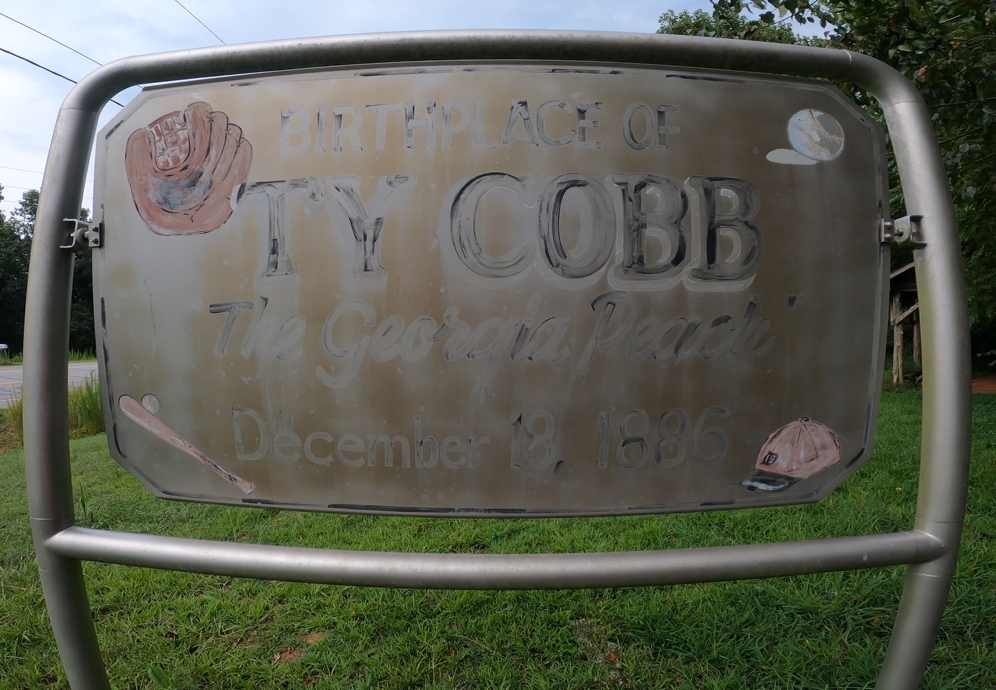 BIRTHPLACE OF
TY COBB
The Georgia Peach'
December 18, 1886